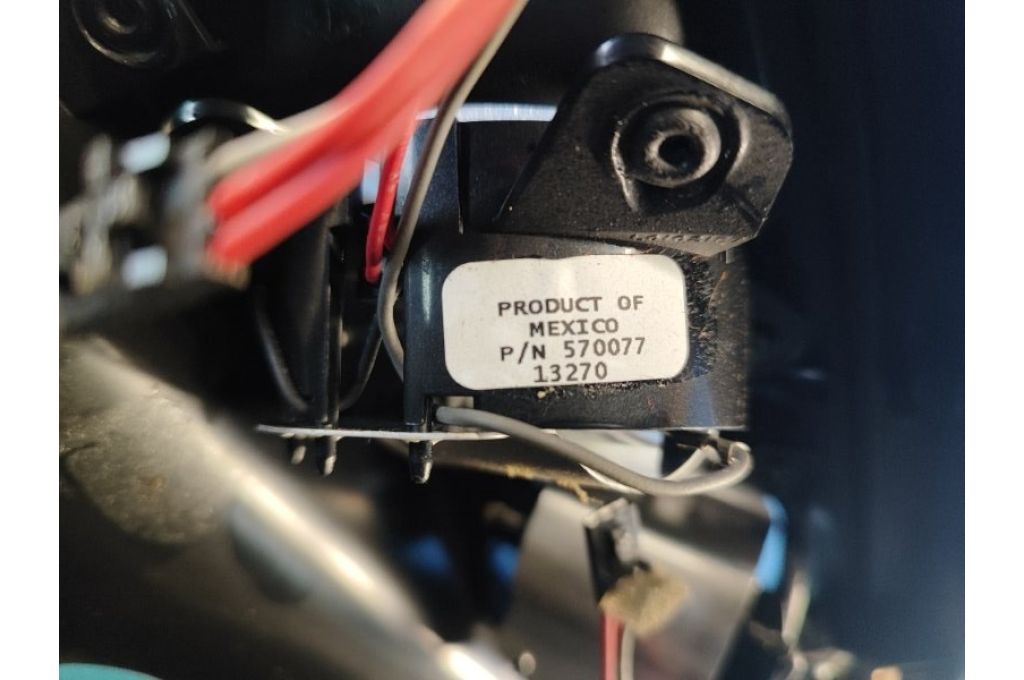 PRODUCT OF
MEXICO
P/N 570077
13270